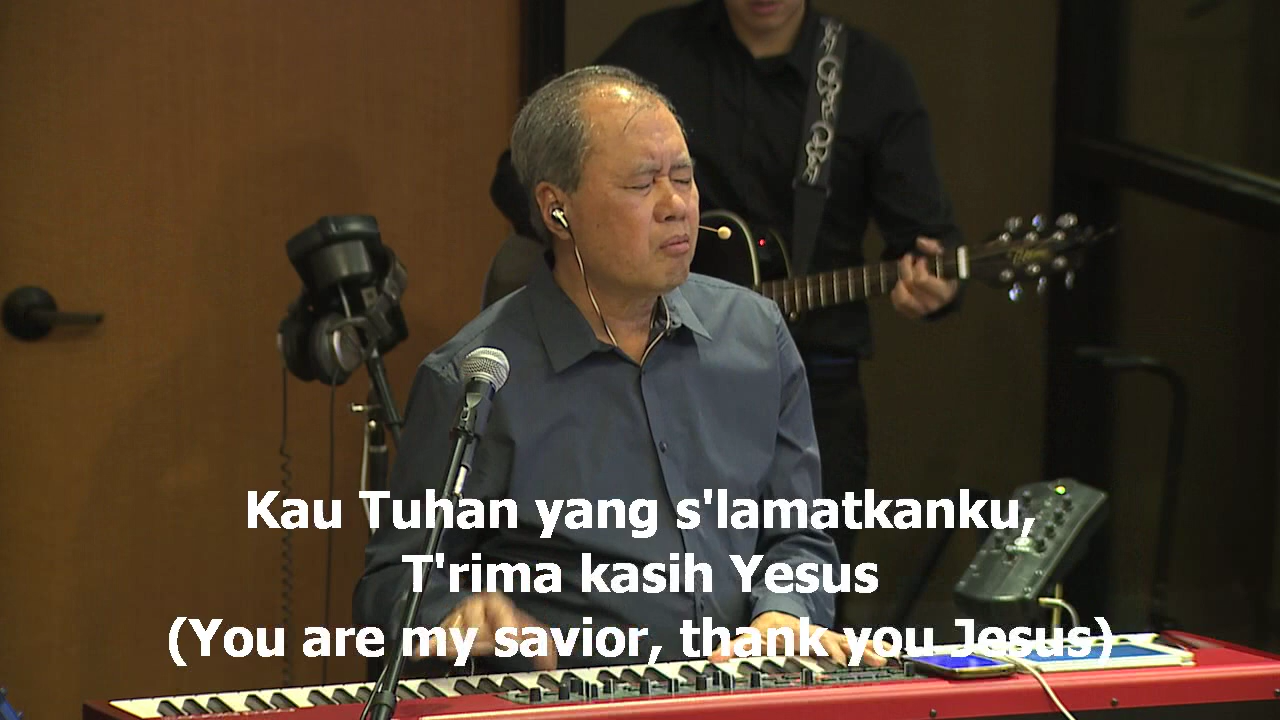 Kau Tuhan yang s'lamatkanku,
T'rima kasih Yesus
(You are my savior, thank you Jesus)